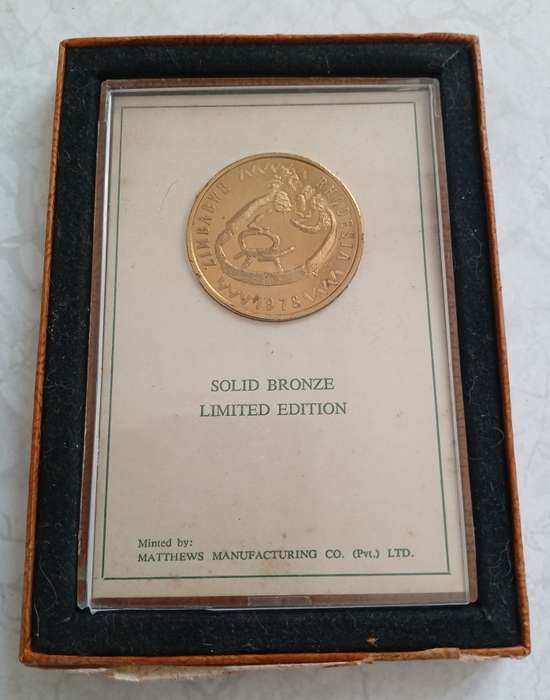 ZIMBABWE RHODESIA
1978
SOLID BRONZE
LIMITED EDITION
Minted by:
MATTHEWS MANUFACTURING CO. (Pvt.) LTD.